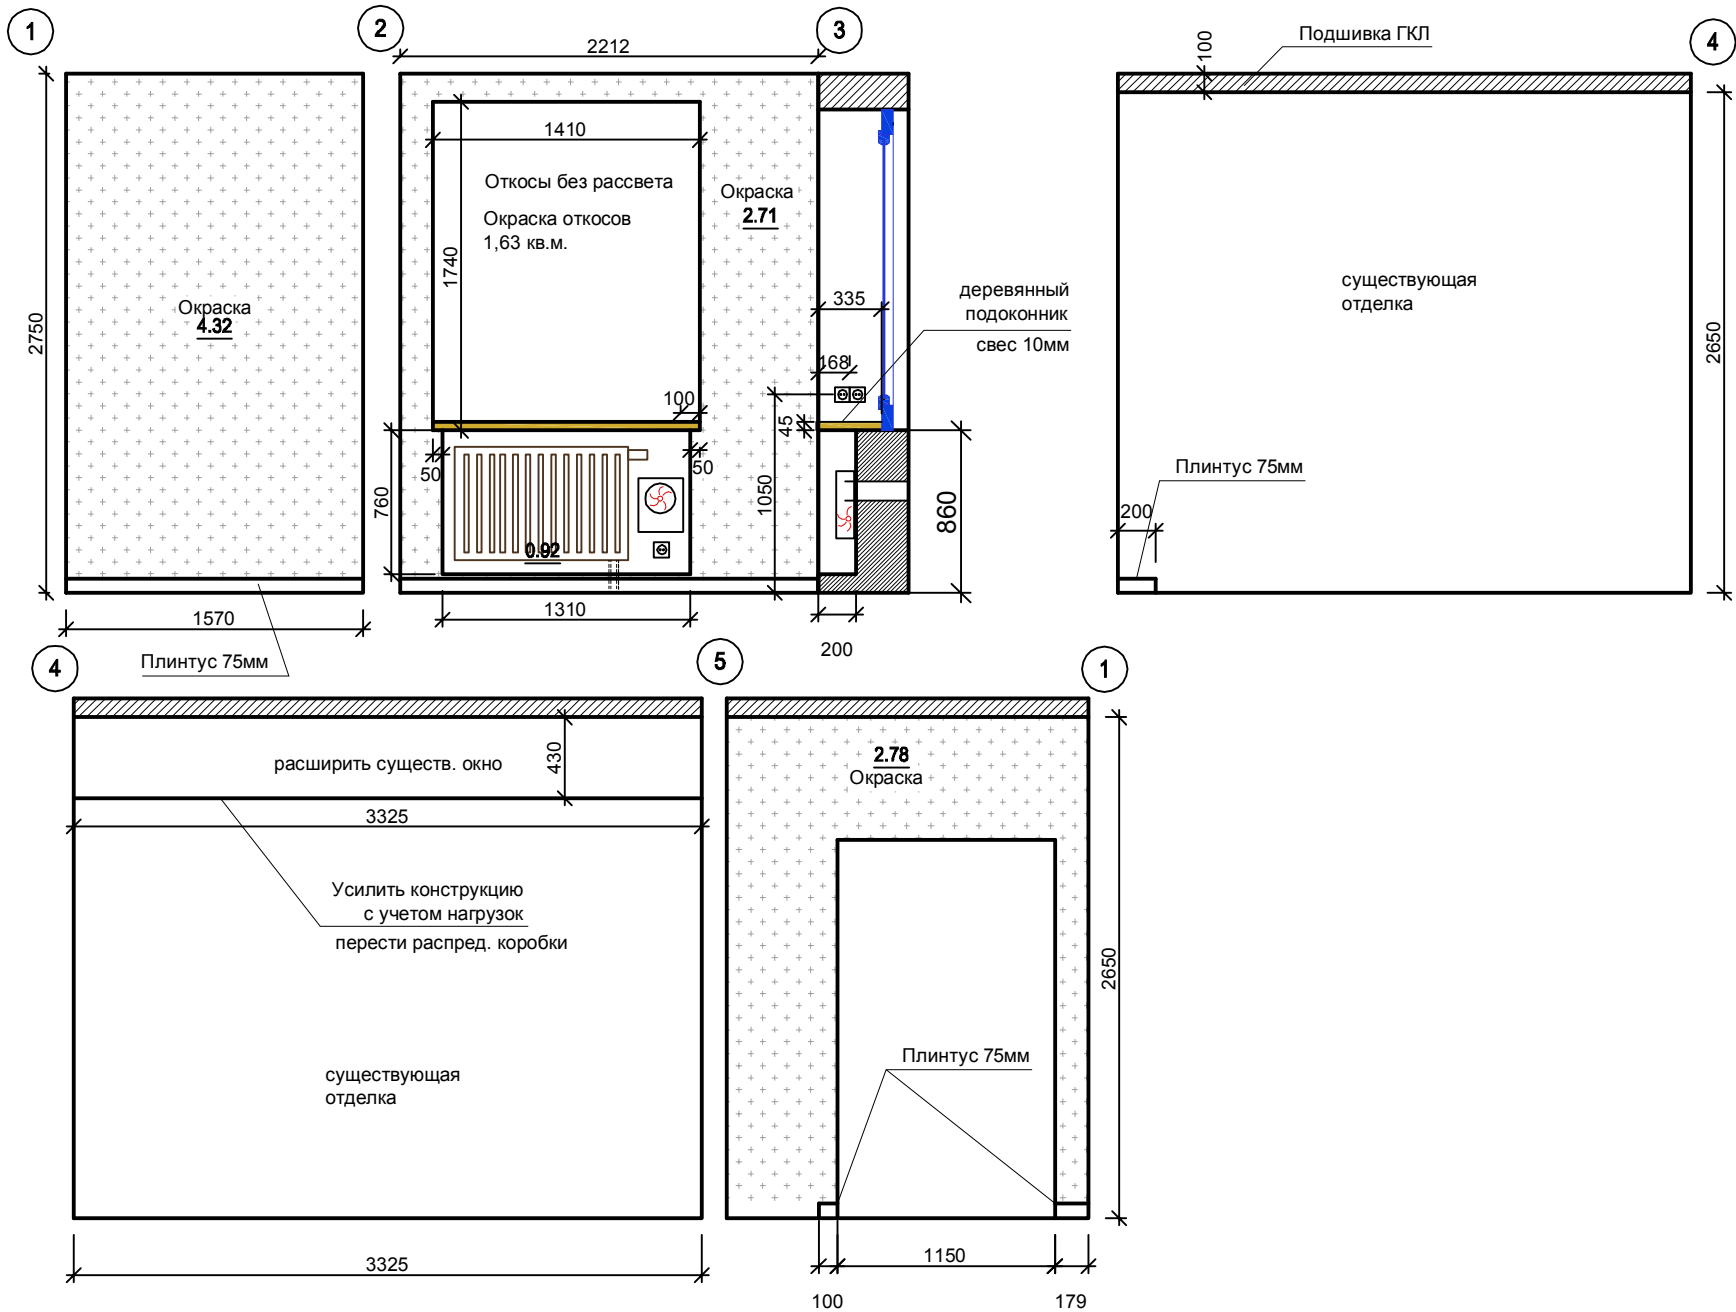 1
2
3
4
2212
Подшивка ГКЛ
100
2750
Окраска
4.32
1570
Плинтус 75мм
1410
1740
Откосы без рассвета
Окраска откосов
1,63 кв.м.
Окраска
2.71
100
50
50
760
0.92
1310
335
168
45
1050
860
200
деревянный
подоконник
свес 10мм
существующая
отделка
2650
Плинтус 75мм
200
4
5
1
расширить существ. окно
430
3325
Усилить конструкцию
с учетом нагрузок
перести распред. коробки
существующая
отделка
3325
2.78
Окраска
2650
Плинтус 75мм
1150
100
179